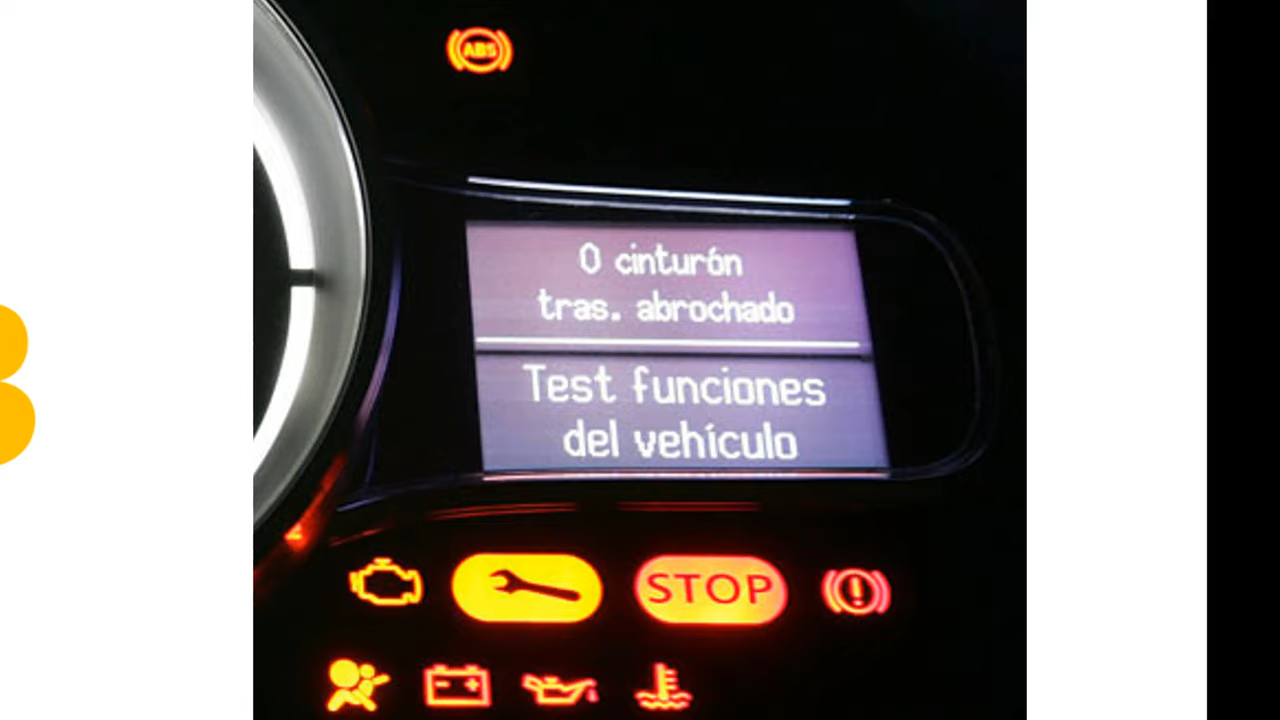 ABS
0 cinturón
tras. abrochado
Test funciones
del vehículo
STOP